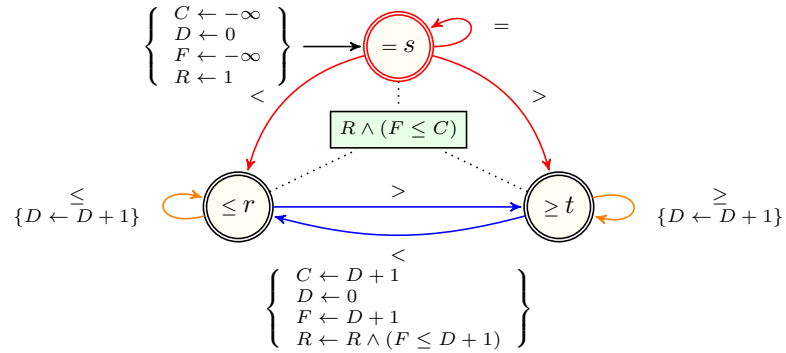 C ← −∞
D ← 0
F ← −∞
R ← 1
= s
=
<
>
R ∧ (F ≤ C)
≤
{D ← D + 1}
≤ r
>
≥ t
≥
{D ← D + 1}
<
C ← D + 1
D ← 0
F ← D + 1
R ← R ∧ (F ≤ D + 1)